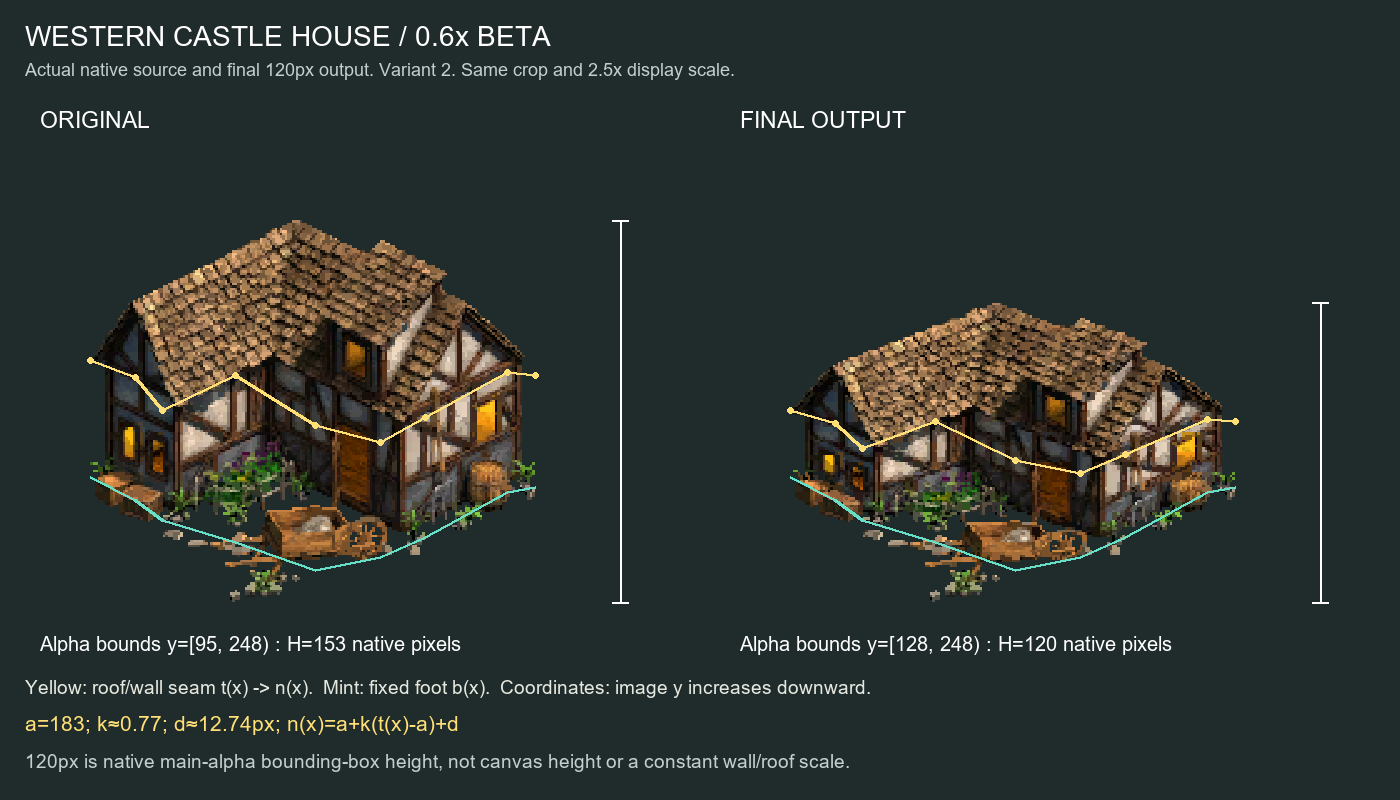 WESTERN CASTLE HOUSE / 0.6x BETA
Actual native source and final 120px output. Variant 2. Same crop and 2.5x display scale.
ORIGINAL
FINAL OUTPUT
Alpha bounds y=[95, 248) : H=153 native pixels
Alpha bounds y=[128, 248) : H=120 native pixels
Yellow: roof/wall seam t(x) -> n(x).  Mint: fixed foot b(x).  Coordinates: image y increases downward.
a=183; k≈0.77; d≈12.74px; n(x)=a+k(t(x)-a)+d
120px is native main-alpha bounding-box height, not canvas height or a constant wall/roof scale.